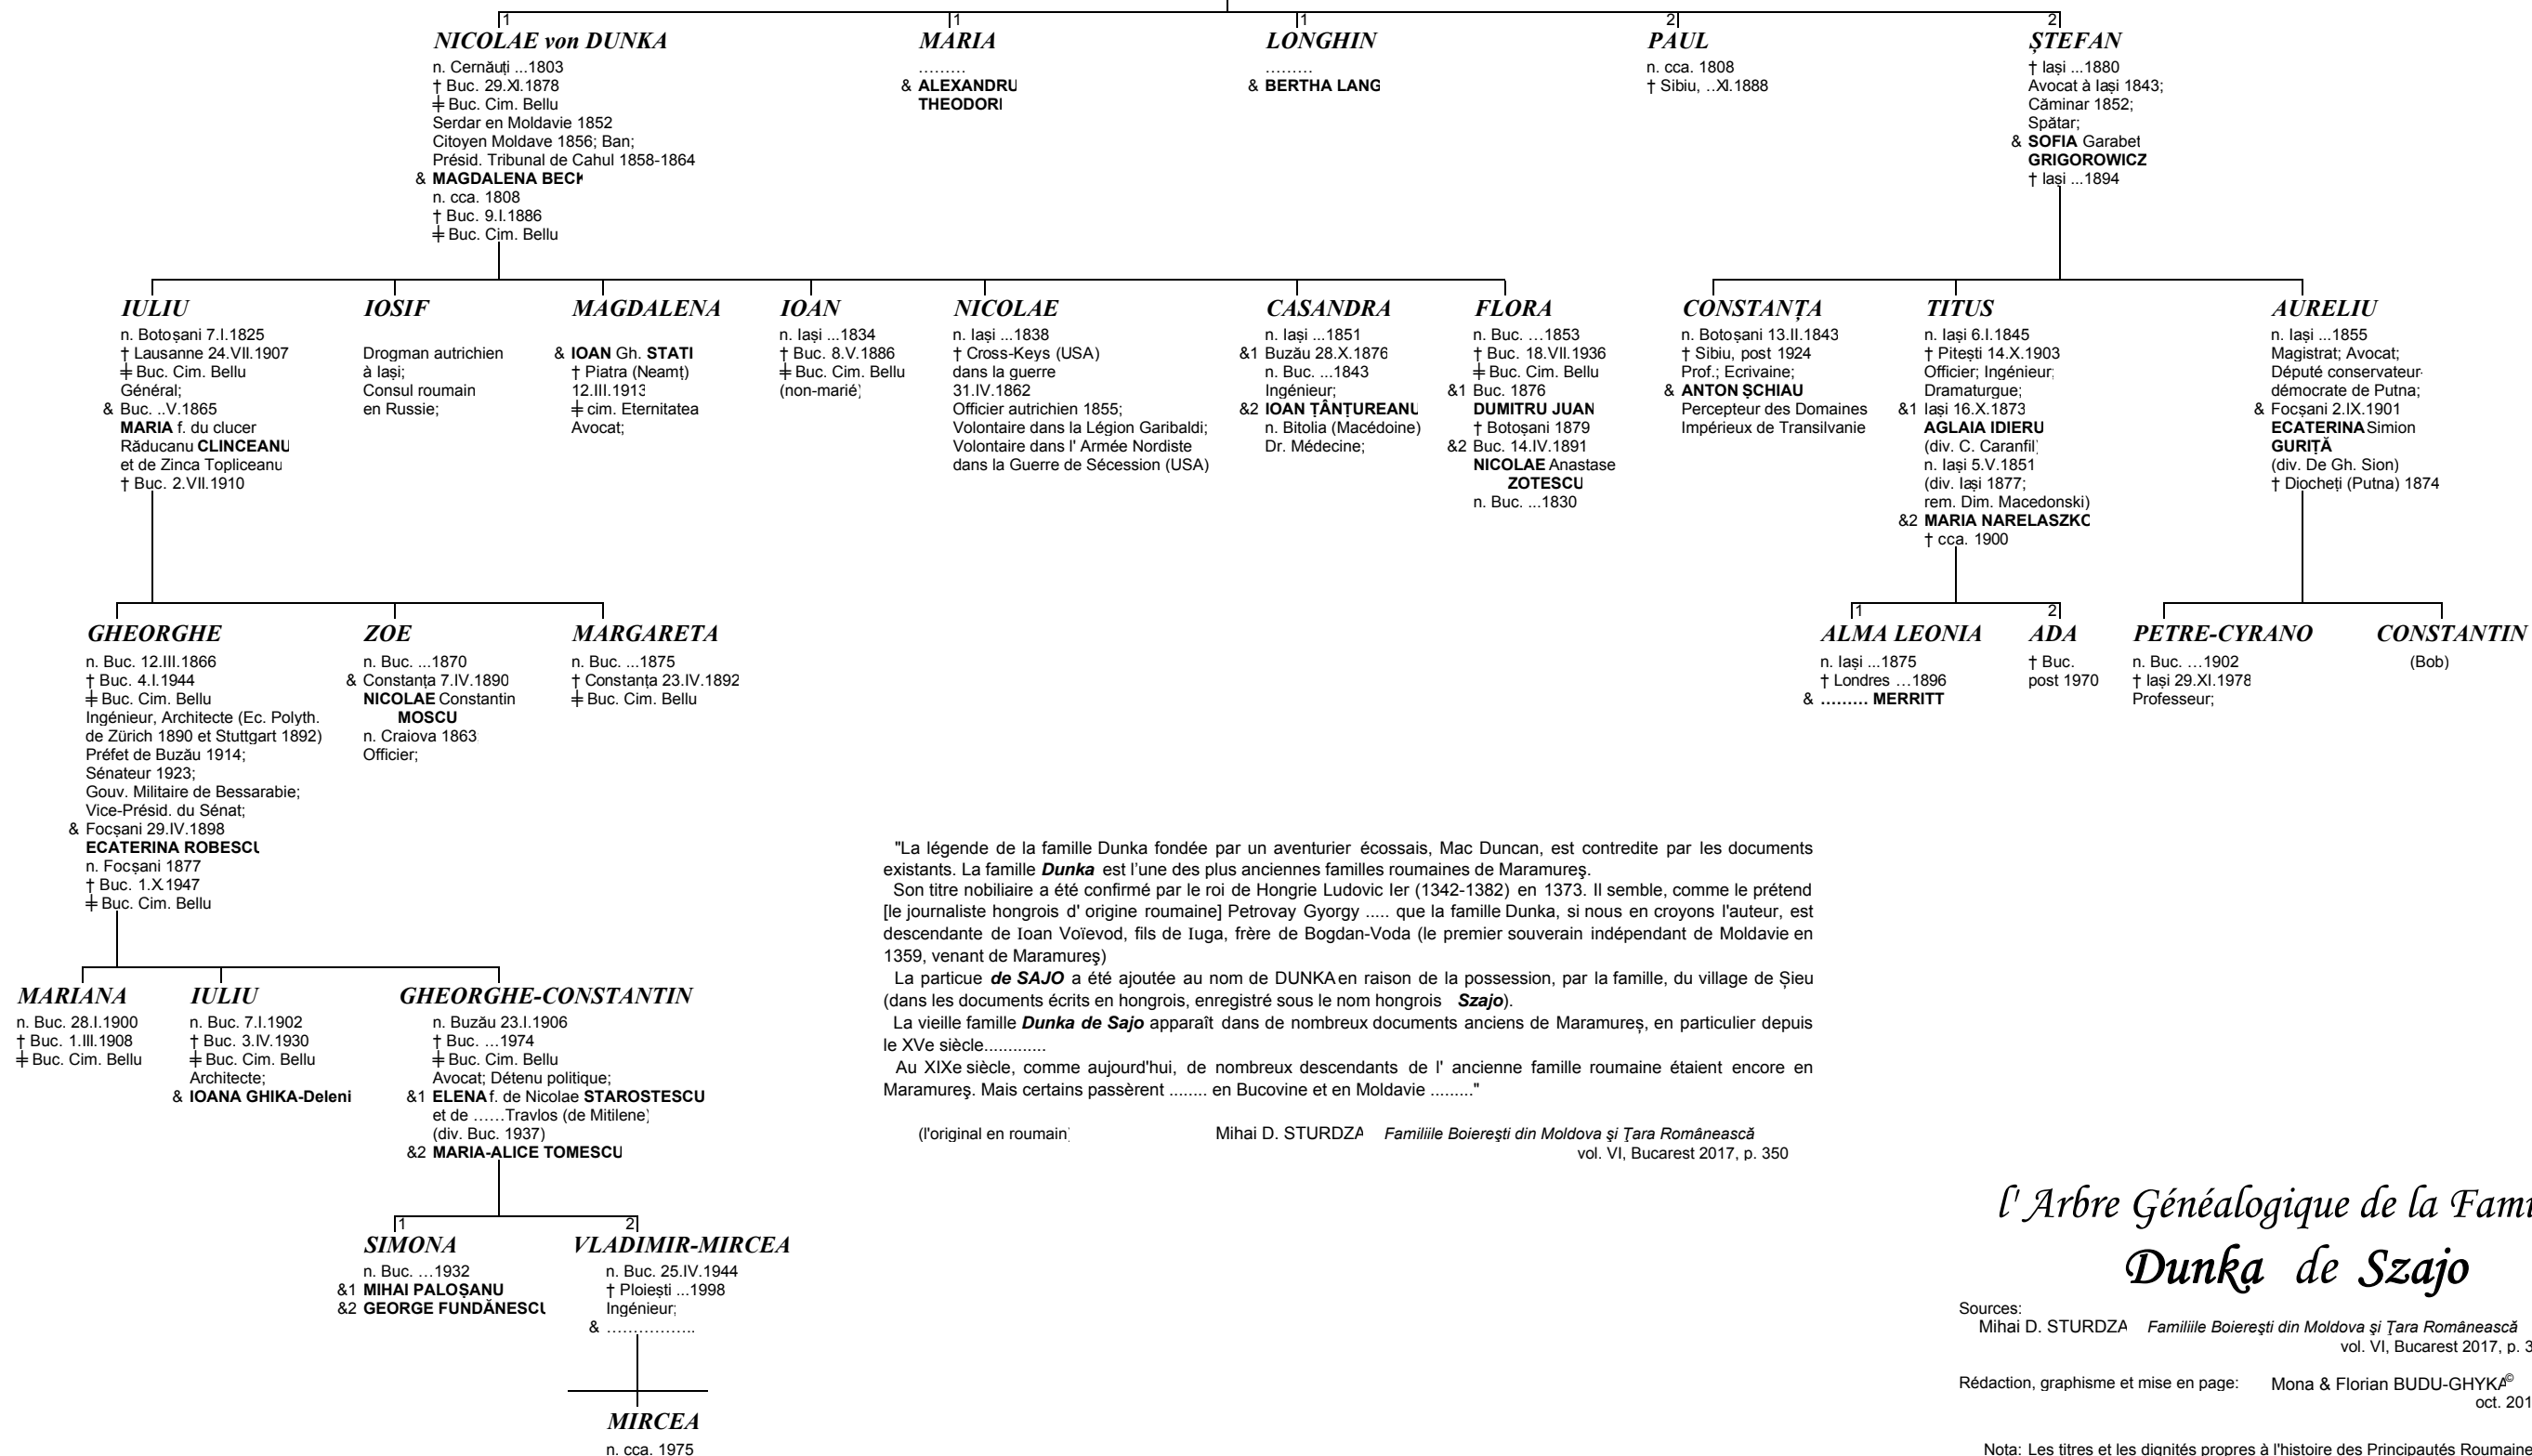 1
1
1
2
2
NICOLAE von DUNKA
n. Cernăuți ...1803
† Buc. 29.XI.1878
╪ Buc. Cim. Bellu
Serdar en Moldavie 1852
Citoyen Moldave 1856; Ban;
Présid. Tribunal de Cahul 1858-1864
& MAGDALENA BECK
n. cca. 1808
† Buc. 9.I.1886
╪ Buc. Cim. Bellu
MARIA
.........
& ALEXANDRU
THEODORI
LONGHIN
.........
& BERTHA LANG
PAUL
n. cca. 1808
† Sibiu, ..XI.1888
ȘTEFAN
† Iași ...1880
Avocat à Iași 1843;
Căminar 1852;
Spătar;
& SOFIA Garabet
GRIGOROWICZ
† Iași ...1894
IULIU
n. Botoșani 7.I.1825
† Lausanne 24.VII.1907
╪ Buc. Cim. Bellu
Général;
& Buc. ..V.1865
MARIA f. du clucer
Răducanu CLINCEANU
et de Zinca Topliceanu
† Buc. 2.VII.1910
IOSIF
Drogman autrichien
à Iași;
Consul roumain
en Russie;
MAGDALENA
& IOAN Gh. STATI
† Piatra (Neamț)
12.III.1913
╪ cim. Eternitatea
Avocat;
IOAN
n. Iași ...1834
† Buc. 8.V.1886
╪ Buc. Cim. Bellu
(non-marié)
NICOLAE
n. Iași ...1838
† Cross-Keys (USA)
dans la guerre
31.IV.1862
Officier autrichien 1855;
Volontaire dans la Légion Garibaldi;
Volontaire dans l' Armée Nordiste
dans la Guerre de Sécession (USA)
CASANDRA
n. Iași ...1851
&1 Buzău 28.X.1876
n. Buc. ...1843
Ingénieur;
&2 IOAN ȚÂNȚUREANU
n. Bitolia (Macédoine)
Dr. Médecine;
FLORA
n. Buc. ...1853
† Buc. 18.VII.1936
╪ Buc. Cim. Bellu
&1 Buc. 1876
DUMITRU JUAN
† Botoșani 1879
&2 Buc. 14.IV.1891
NICOLAE Anastase
ZOTESCU
n. Buc. ...1830
CONSTANȚA
n. Botoșani 13.II.1843
† Sibiu, post 1924
Prof.; Ecrivaine;
& ANTON ȘCHIAU
Percepteur des Domaines
Impérieux de Transilvanie
TITUS
n. Iași 6.I.1845
† Pitești 14.X.1903
Officier; Ingénieur;
Dramaturgue;
&1 Iași 16.X.1873
AGLAIA IDIERU
(div. C. Caranfil)
n. Iași 5.V.1851
(div. Iași 1877;
rem. Dim. Macedonski)
&2 MARIA NARELASZKO
† cca. 1900
AURELIU
n. Iași ...1855
Magistrat; Avocat;
Député conservateur-
démocrate de Putna;
& Focșani 2.IX.1901
ECATERINA Simion
GURIȚĂ
(div. De Gh. Sion)
† Diocheți (Putna) 1874
1
2
GHEORGHE
n. Buc. 12.III.1866
† Buc. 4.I.1944
╪ Buc. Cim. Bellu
Ingénieur, Architecte (Ec. Polyth.
de Zürich 1890 et Stuttgart 1892)
Préfet de Buzău 1914;
Sénateur 1923;
Gouv. Militaire de Bessarabie;
Vice-Présid. du Sénat;
& Focșani 29.IV.1898
ECATERINA ROBESCU
n. Focșani 1877
† Buc. 1.X.1947
╪ Buc. Cim. Bellu
ZOE
n. Buc. ...1870
& Constanța 7.IV.1890
NICOLAE Constantin
MOSCU
n. Craiova 1863
Officier;
MARGARETA
n. Buc. ...1875
† Constanța 23.IV.1892
╪ Buc. Cim. Bellu
ALMA LEONIA
n. Iași ...1875
† Londres ...1896
& ......... MERRITT
ADA
† Buc.
post 1970
PETRE-CYRANO
n. Buc. ...1902
† Iași 29.XI.1978
Professeur;
CONSTANTIN
(Bob)
"La légende de la famille Dunka fondée par un aventurier écossais, Mac Duncan, est contredite par les documents
existants. La famille Dunka est l'une des plus anciennes familles roumaines de Maramureş.
Son titre nobiliaire a été confirmé par le roi de Hongrie Ludovic Ier (1342-1382) en 1373. Il semble, comme le prétend
[le journaliste hongrois d' origine roumaine] Petrovay Gyorgy ..... que la famille Dunka, si nous en croyons l'auteur, est
descendante de Ioan Voïevod, fils de Iuga, frère de Bogdan-Voda (le premier souverain indépendant de Moldavie en
1359, venant de Maramureş)
La particue de SAJO a été ajoutée au nom de DUNKA en raison de la possession, par la famille, du village de Șieu
(dans les documents écrits en hongrois, enregistré sous le nom hongrois Szajo).
La vieille famille Dunka de Sajo apparaît dans de nombreux documents anciens de Maramureș, en particulier depuis
le XVe siècle.............
Au XIXe siècle, comme aujourd'hui, de nombreux descendants de l' ancienne famille roumaine étaient encore en
Maramureş. Mais certains passèrent ........ en Bucovine et en Moldavie ........."
(l'original en roumain) Mihai D. STURDZA Familiile Boiereşti din Moldova şi Ţara Românească
vol. VI, Bucarest 2017, p. 350
MARIANA
n. Buc. 28.I.1900
† Buc. 1.III.1908
╪ Buc. Cim. Bellu
IULIU
n. Buc. 7.I.1902
† Buc. 3.IV.1930
╪ Buc. Cim. Bellu
Architecte;
& IOANA GHIKA-Deleni
GHEORGHE-CONSTANTIN
n. Buzău 23.I.1906
† Buc. ...1974
╪ Buc. Cim. Bellu
Avocat; Détenu politique;
&1 ELENA f. de Nicolae STAROSTESCU
et de ......Travlos (de Mitilene)
(div. Buc. 1937)
&2 MARIA-ALICE TOMESCU
1
2
SIMONA
n. Buc. ...1932
&1 MIHAI PALOȘANU
&2 GEORGE FUNDĂNESCU
VLADIMIR-MIRCEA
n. Buc. 25.IV.1944
† Ploiești ...1998
Ingénieur;
& .................
MIRCEA
n. cca. 1975
l' Arbre Généalogique de la Fami
Dunka de Szajo
Sources:
Mihai D. STURDZA Familiile Boiereşti din Moldova şi Ţara Românească
vol. VI, Bucarest 2017, p. 3
Rédaction, graphisme et mise en page: Mona & Florian BUDU-GHYKA©
oct. 201
Nota: Les titres et les dignités propres à l'histoire des Principautés Roumaine